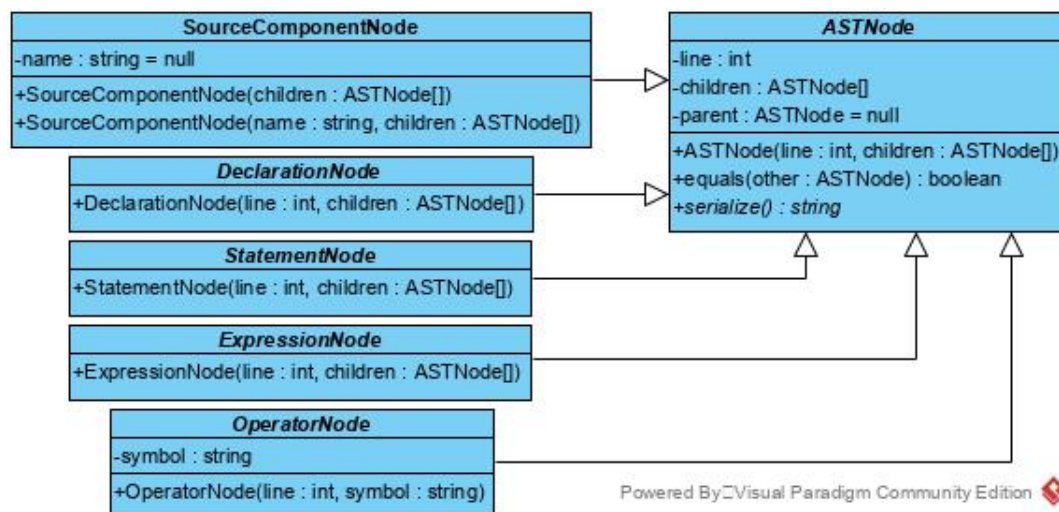 SourceComponentNode
-name : string = null
+SourceComponentNode(children : ASTNode[])
+SourceComponentNode(name : string, children : ASTNode[])
ASTNode
-line : int
-children : ASTNode[]
-parent : ASTNode = null
+ASTNode(line : int, children : ASTNode[])
+equals(other : ASTNode) : boolean
+serialize() : string
DeclarationNode
+DeclarationNode(line : int, children : ASTNode[])
StatementNode
+StatementNode(line : int, children : ASTNode[])
ExpressionNode
+ExpressionNode(line : int, children : ASTNode[])
OperatorNode
-symbol : string
+OperatorNode(line : int, symbol : string)
Powered By Visual Paradigm Community Edition